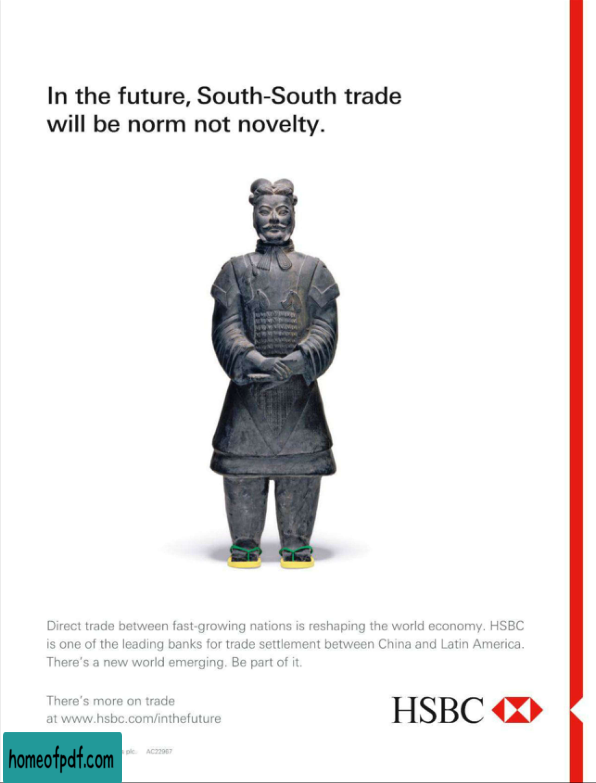 In the future, South-South trade
will be norm not novelty.
Direct trade between fast-growing nations is reshaping the world economy. HSBC
is one of the leading banks for trade settlement between China and Latin America.
There's a new world emerging. Be part of it.
There's more on trade
at www.hsbc.com/inthefuture
HSBC
plc. AC22967
homeofpdf.com